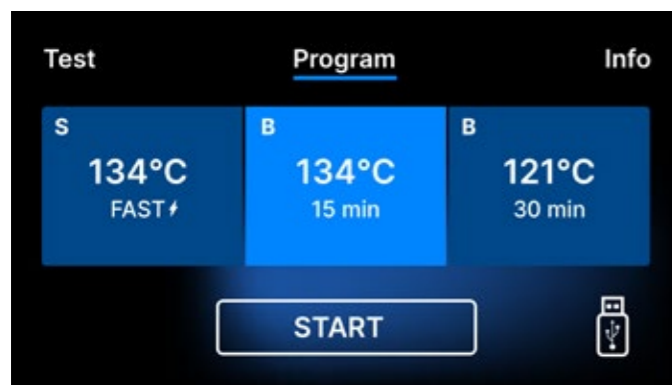 Test Program Info
S B B
134°C 134°C 121°C
FAST 15 min 30 min
START